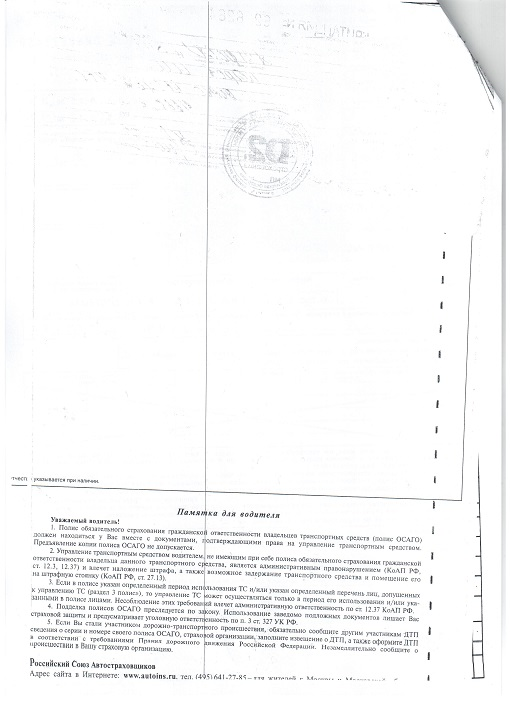 отчество указывается при наличии.
Памятка для водителя
Уважаемый водитель!
1. Полис обязательного страхования гражданской ответственности владельцев транспортных средств (полис ОСАГО)
должен находиться у Вас вместе с документами, подтверждающими права на управление транспортным средством.
Предъявление копии полиса ОСАГО не допускается.
2. Управление транспортным средством водителем, не имеющим при себе полиса обязательного страхования гражданской
ответственности владельца данного транспортного средства, является административным правонарушением (КоАП РФ,
ст. 12.3, 12.37) и влечет наложение штрафа, а также возможное задержание транспортного средства и помещение его
на штрафную стоянку (КоАП РФ, ст. 27.13).
3. Если в полисе указан определенный период использования ТС и/или указан определенный перечень лиц, допущенных
к управлению ТС (раздел 3 полиса), то управление ТС может осуществляться только в период его использования и/или ука-
занными в полисе лицами. Несоблюдение этих требований влечет административную ответственность по ст. 12.37 КоАП РФ.
4. Подделка полисов ОСАГО преследуется по закону. Использование заведомо подложных документов лишает Вас
страховой защиты и предусматривает уголовную ответственность по п. 3 ст. 327 УК РФ.
5. Если Вы стали участником дорожно-транспортного происшествия, обязательно сообщите другим участникам ДТП
сведения о серии и номере своего полиса ОСАГО, страховой организации, заполните извещение о ДТП, а также оформите ДТП
в соответствии с требованиями Правил дорожного движения Российской Федерации. Незамедлительно сообщите о
происшествии в Вашу страховую организацию.
Российский Союз Автостраховщиков
Адрес сайта в Интернете: www.autoins.ru, тел. (495) 641-27-85 – для жителей г. Москвы и Московской